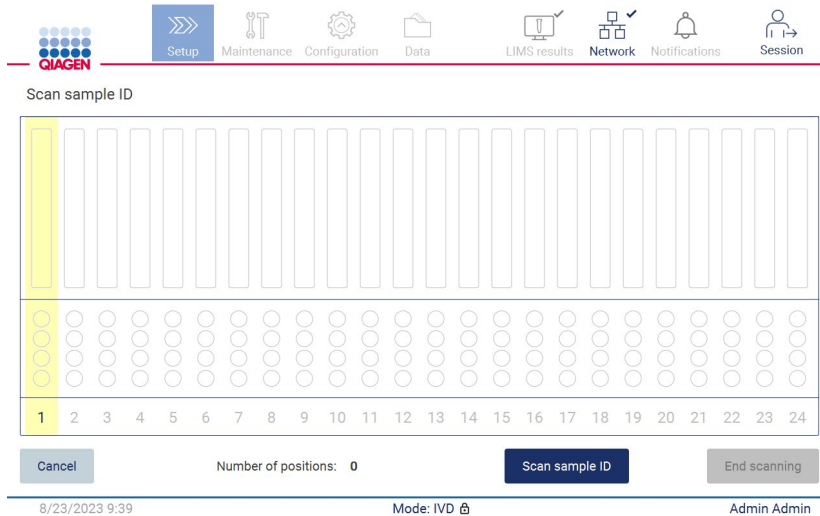 QIAGEN
Setup Maintenance Configuration Data LIMS results Network Notifications Session
Scan sample ID
1 2 3 4 5 6 7 8 9 10 11 12 13 14 15 16 17 18 19 20 21 22 23 24
Cancel Number of positions: 0 Scan sample ID End scanning
8/23/2023 9:39 Mode: IVD Admin Admin